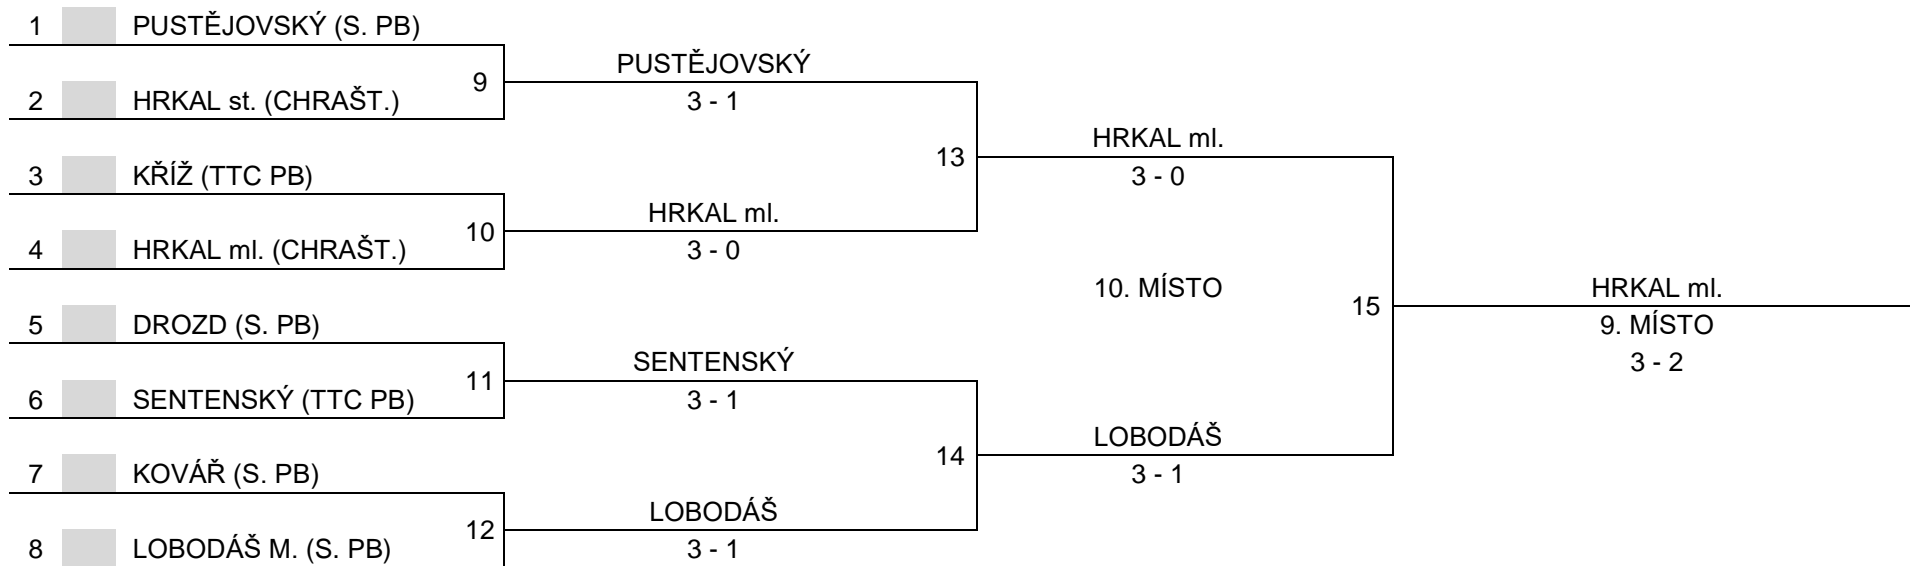 1 PUSTĚJOVSKÝ (S. PB)
9 PUSTĚJOVSKÝ
2 HRKAL st. (CHRAŠT.) 3 - 1
13 HRKAL ml.
3 KŘÍŽ (TTC PB) 3 - 0
10 HRKAL ml.
4 HRKAL ml. (CHRAŠT.) 3 - 0
10. MÍSTO 15 HRKAL ml.
5 DROZD (S. PB) 9. MÍSTO
11 SENTENSKÝ 3 - 2
6 SENTENSKÝ (TTC PB) 3 - 1
14 LOBODÁŠ
7 KOVÁŘ (S. PB) 3 - 1
12 LOBODÁŠ
8 LOBODÁŠ M. (S. PB) 3 - 1